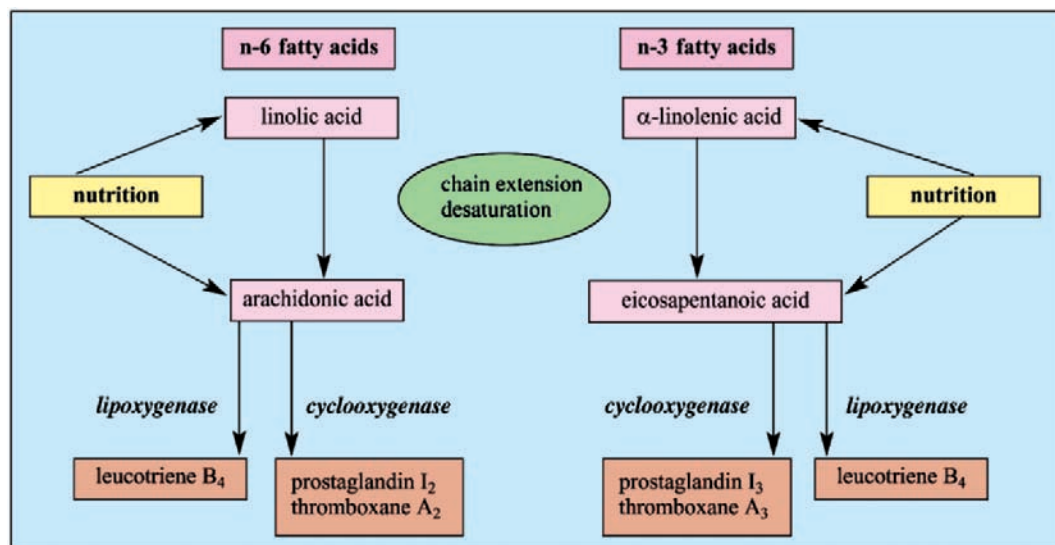 n-6 fatty acids
n-3 fatty acids
linolic acid
α-linolenic acid
nutrition
chain extension
desaturation
nutrition
arachidonic acid
eicosapentanoic acid
lipoxygenase
cyclooxygenase
cyclooxygenase
lipoxygenase
leucotriene B₄
prostaglandin I₂
thromboxane A₂
prostaglandin I₃
thromboxane A₃
leucotriene B₄